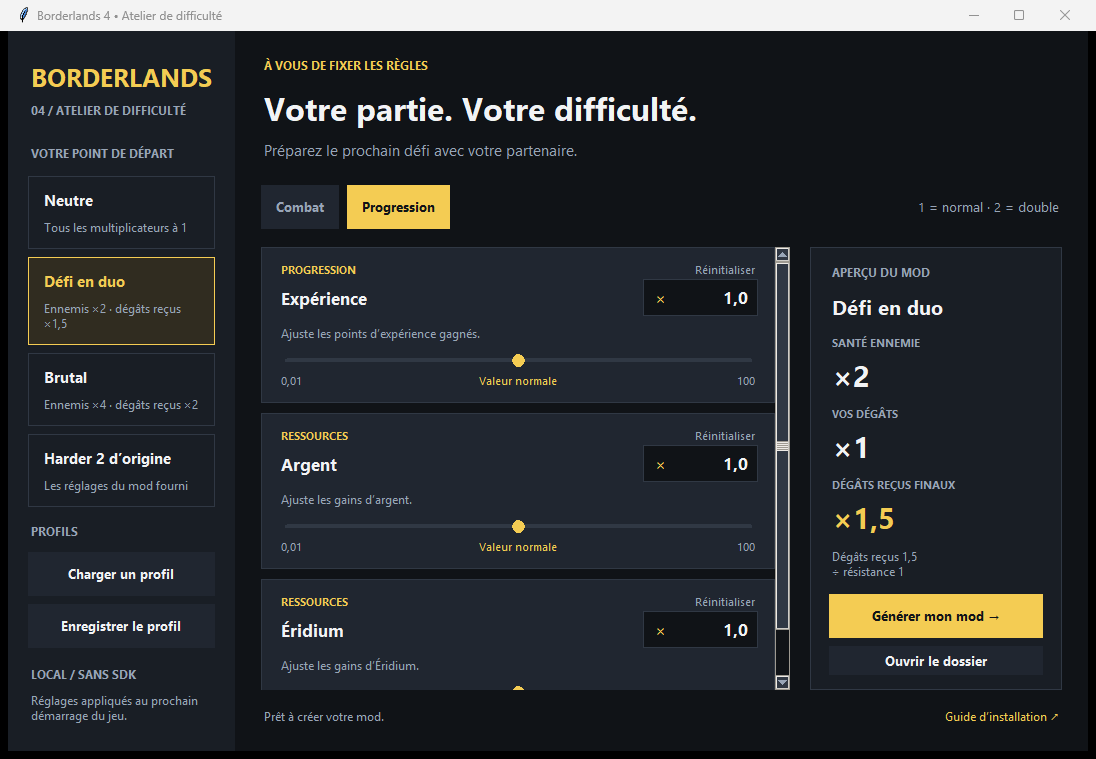 Borderlands 4 • Atelier de difficulté
BORDERLANDS
04 / ATELIER DE DIFFICULTÉ
VOTRE POINT DE DÉPART
Neutre
Tous les multiplicateurs à 1
Défi en duo
Ennemis ×2 · dégâts reçus
×1,5
Brutal
Ennemis ×4 · dégâts reçus ×2
Harder 2 d’origine
Les réglages du mod fourni
PROFILS
Charger un profil
Enregistrer le profil
LOCAL / SANS SDK
Réglages appliqués au prochain
démarrage du jeu.
À VOUS DE FIXER LES RÈGLES
Votre partie. Votre difficulté.
Préparez le prochain défi avec votre partenaire.
Combat
Progression
1 = normal · 2 = double
PROGRESSION
Réinitialiser
Expérience
× 1,0
Ajuste les points d’expérience gagnés.
0,01
Valeur normale
100
RESSOURCES
Réinitialiser
Argent
× 1,0
Ajuste les gains d’argent.
0,01
Valeur normale
100
RESSOURCES
Réinitialiser
Éridium
× 1,0
Ajuste les gains d’Éridium.
APERÇU DU MOD
Défi en duo
SANTÉ ENNEMIE
×2
VOS DÉGÂTS
×1
DÉGÂTS REÇUS FINAUX
×1,5
Dégâts reçus 1,5
÷ résistance 1
Générer mon mod →
Ouvrir le dossier
Prêt à créer votre mod.
Guide d’installation ↗